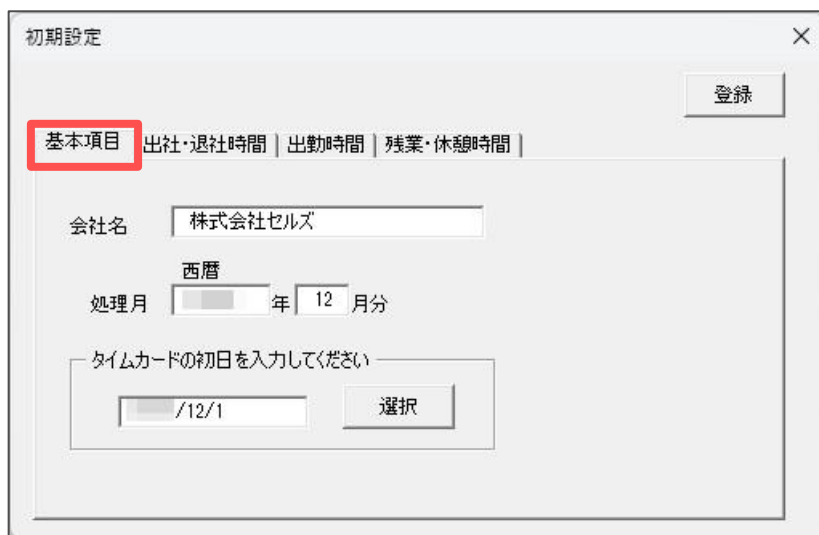 初期設定
登録
基本項目 出社・退社時間 出勤時間 残業・休憩時間
会社名 株式会社セルズ
西暦
処理月 年 12 月分
タイムカードの初日を入力してください
/12/1 選択